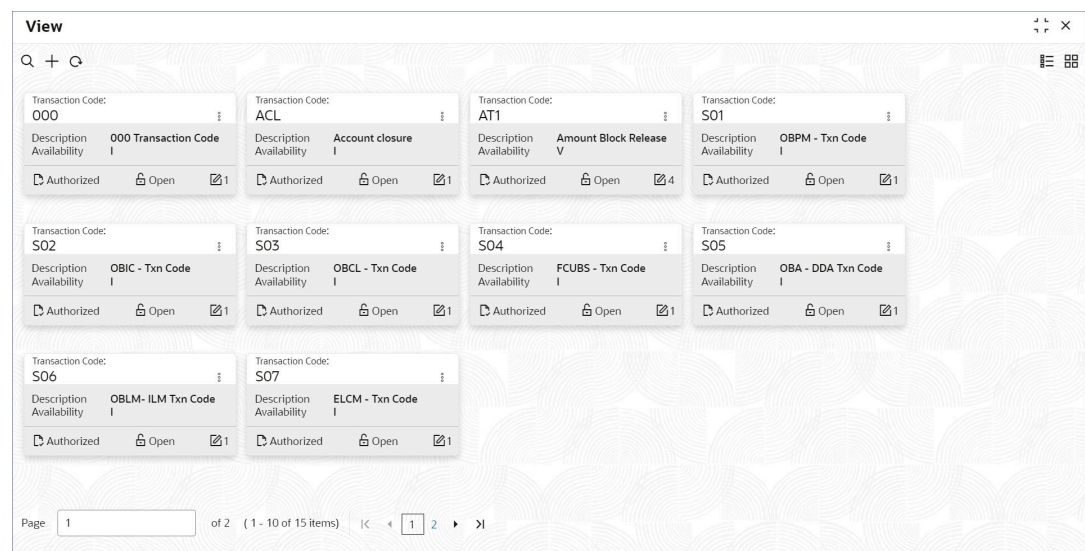 View
Transaction Code:
000
Description 000 Transaction Code
Availability I
Authorized Open 1
Transaction Code:
ACL
Description Account closure
Availability I
Authorized Open 1
Transaction Code:
AT1
Description Amount Block Release
Availability V
Authorized Open 4
Transaction Code:
S01
Description OBPM - Txn Code
Availability I
Authorized Open 1
Transaction Code:
S02
Description OBIC - Txn Code
Availability I
Authorized Open 1
Transaction Code:
S03
Description OBCL - Txn Code
Availability I
Authorized Open 1
Transaction Code:
S04
Description FCUBS - Txn Code
Availability I
Authorized Open 1
Transaction Code:
S05
Description OBA - DDA Txn Code
Availability I
Authorized Open 1
Transaction Code:
S06
Description OBLM- ILM Txn Code
Availability I
Authorized Open 1
Transaction Code:
S07
Description ELCM - Txn Code
Availability I
Authorized Open 1
Page 1 of 2 ( 1 - 10 of 15 items) 1 2